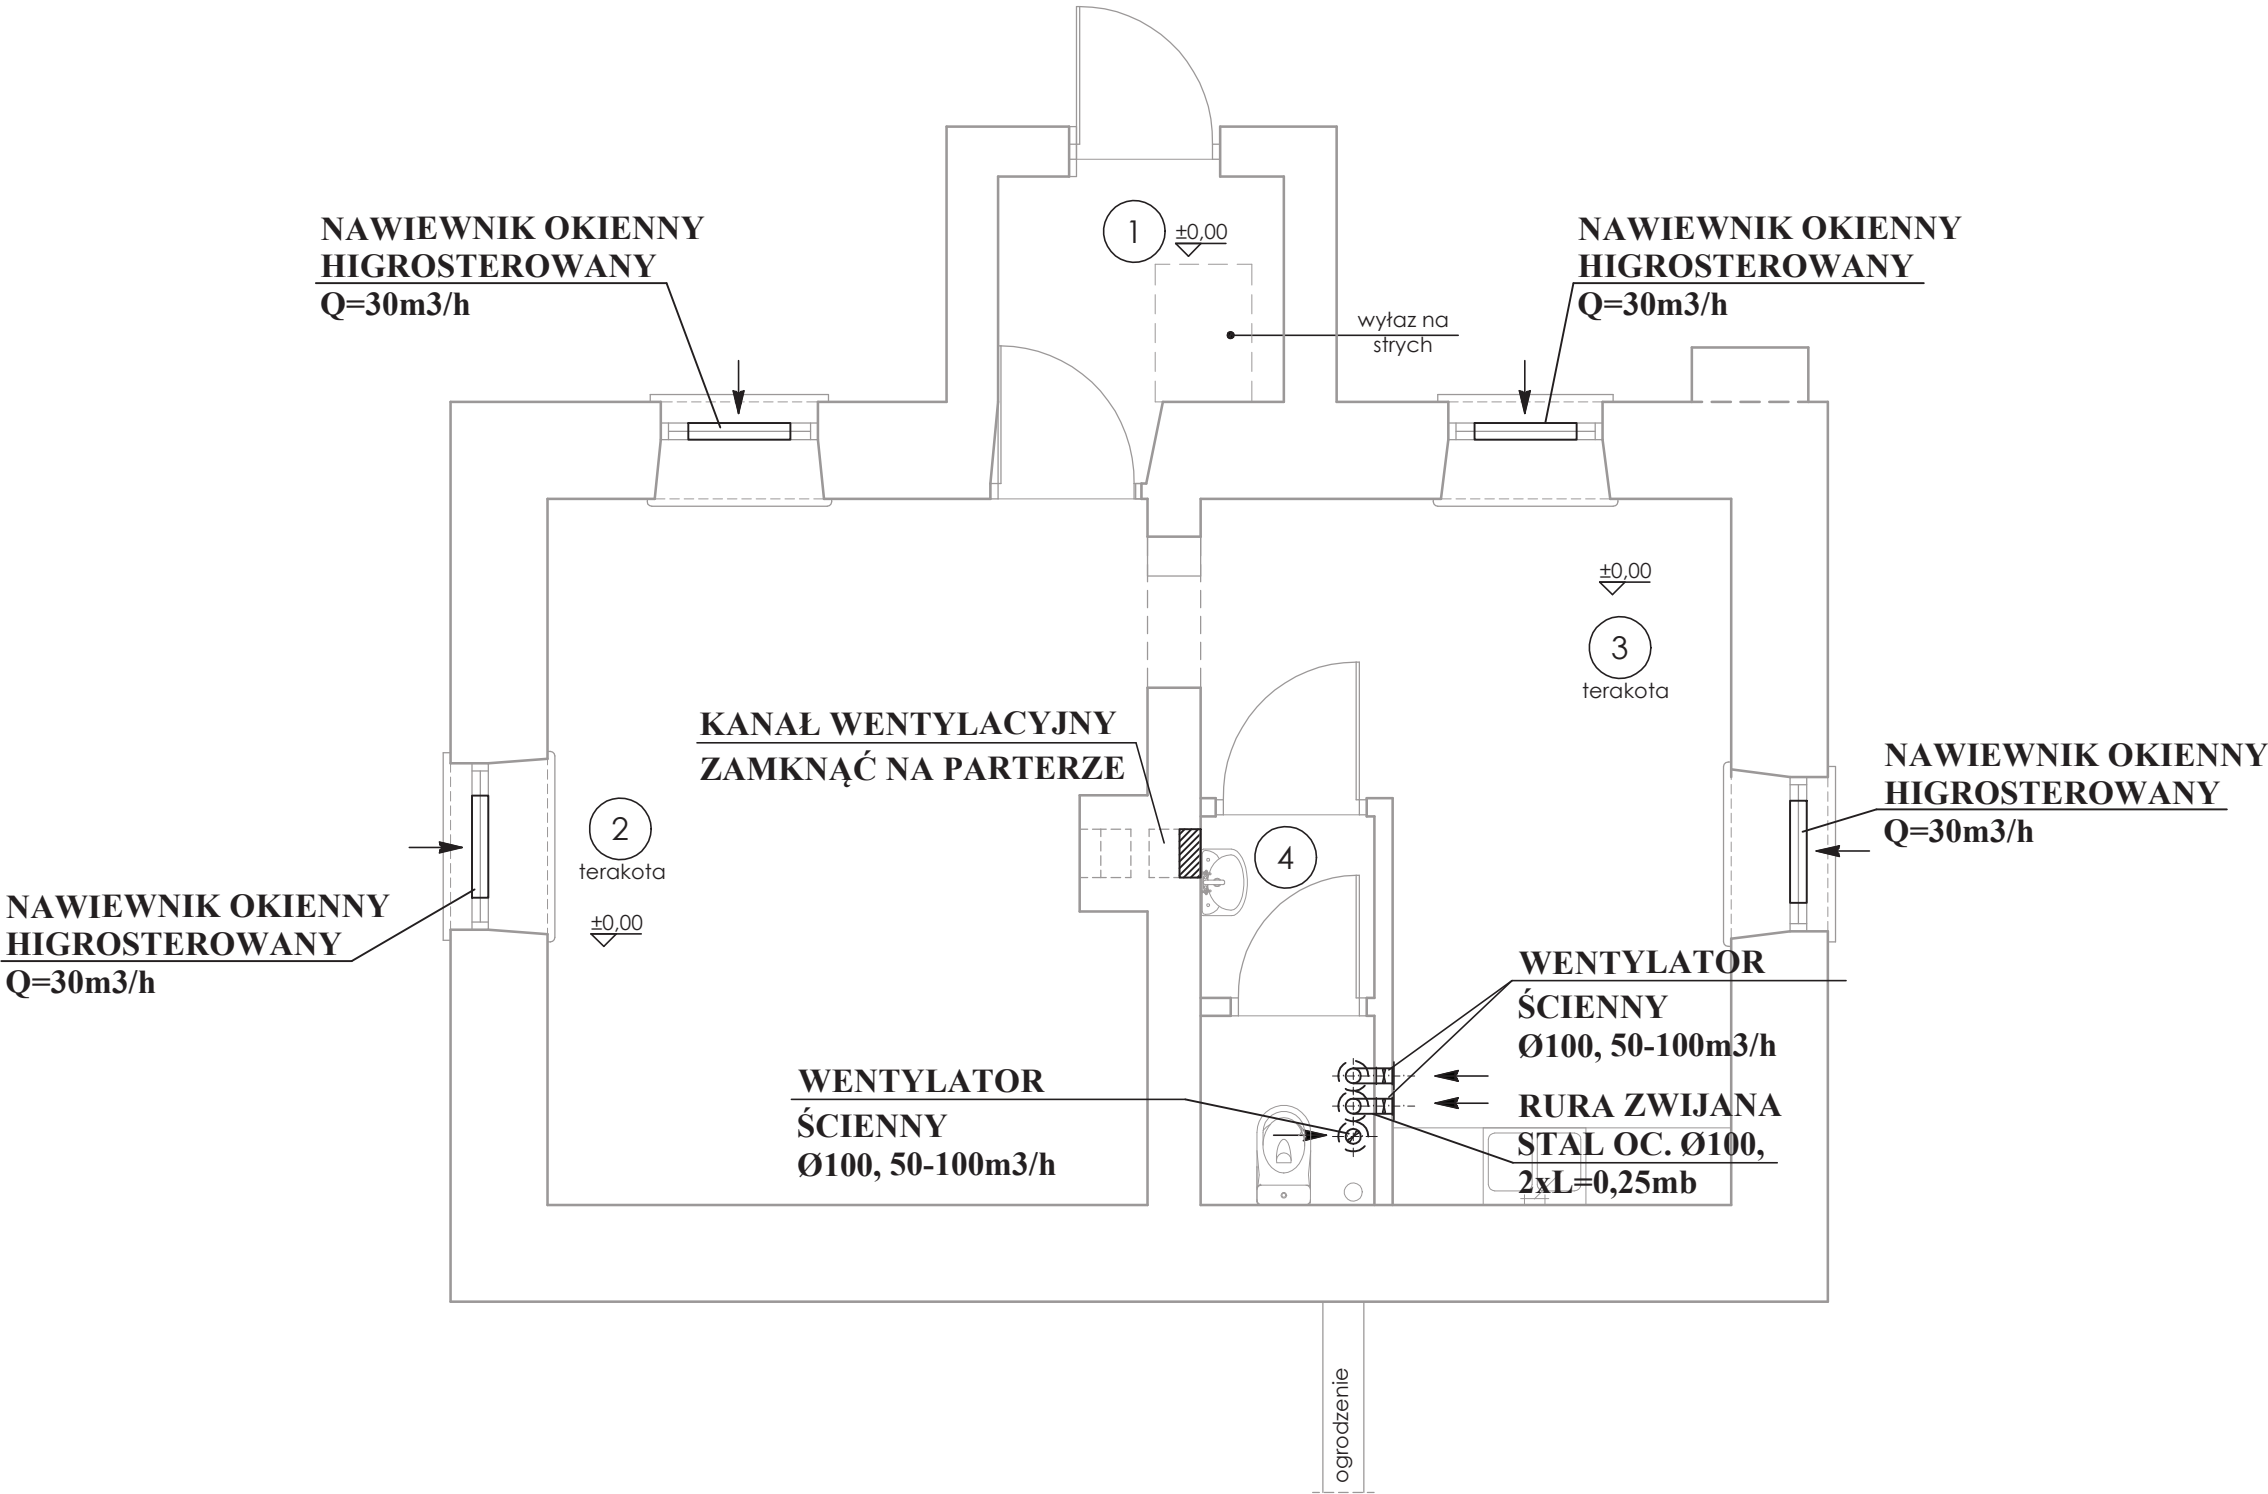 NAWIEWNIK OKIENNY
HIGROSTEROWANY
Q=30m3/h
1
±0,00
NAWIEWNIK OKIENNY
HIGROSTEROWANY
Q=30m3/h
wyłaz na
strych
±0,00
3
terakota
KANAŁ WENTYLACYJNY
ZAMKNĄĆ NA PARTERZE
NAWIEWNIK OKIENNY
HIGROSTEROWANY
Q=30m3/h
2
terakota
±0,00
4
NAWIEWNIK OKIENNY
HIGROSTEROWANY
Q=30m3/h
WENTYLATOR
ŚCIENNY
Ø100, 50-100m3/h
WENTYLATOR
ŚCIENNY
Ø100, 50-100m3/h
RURA ZWIJANA
STAL OC. Ø100,
2xL=0,25mb
ogrodzenie